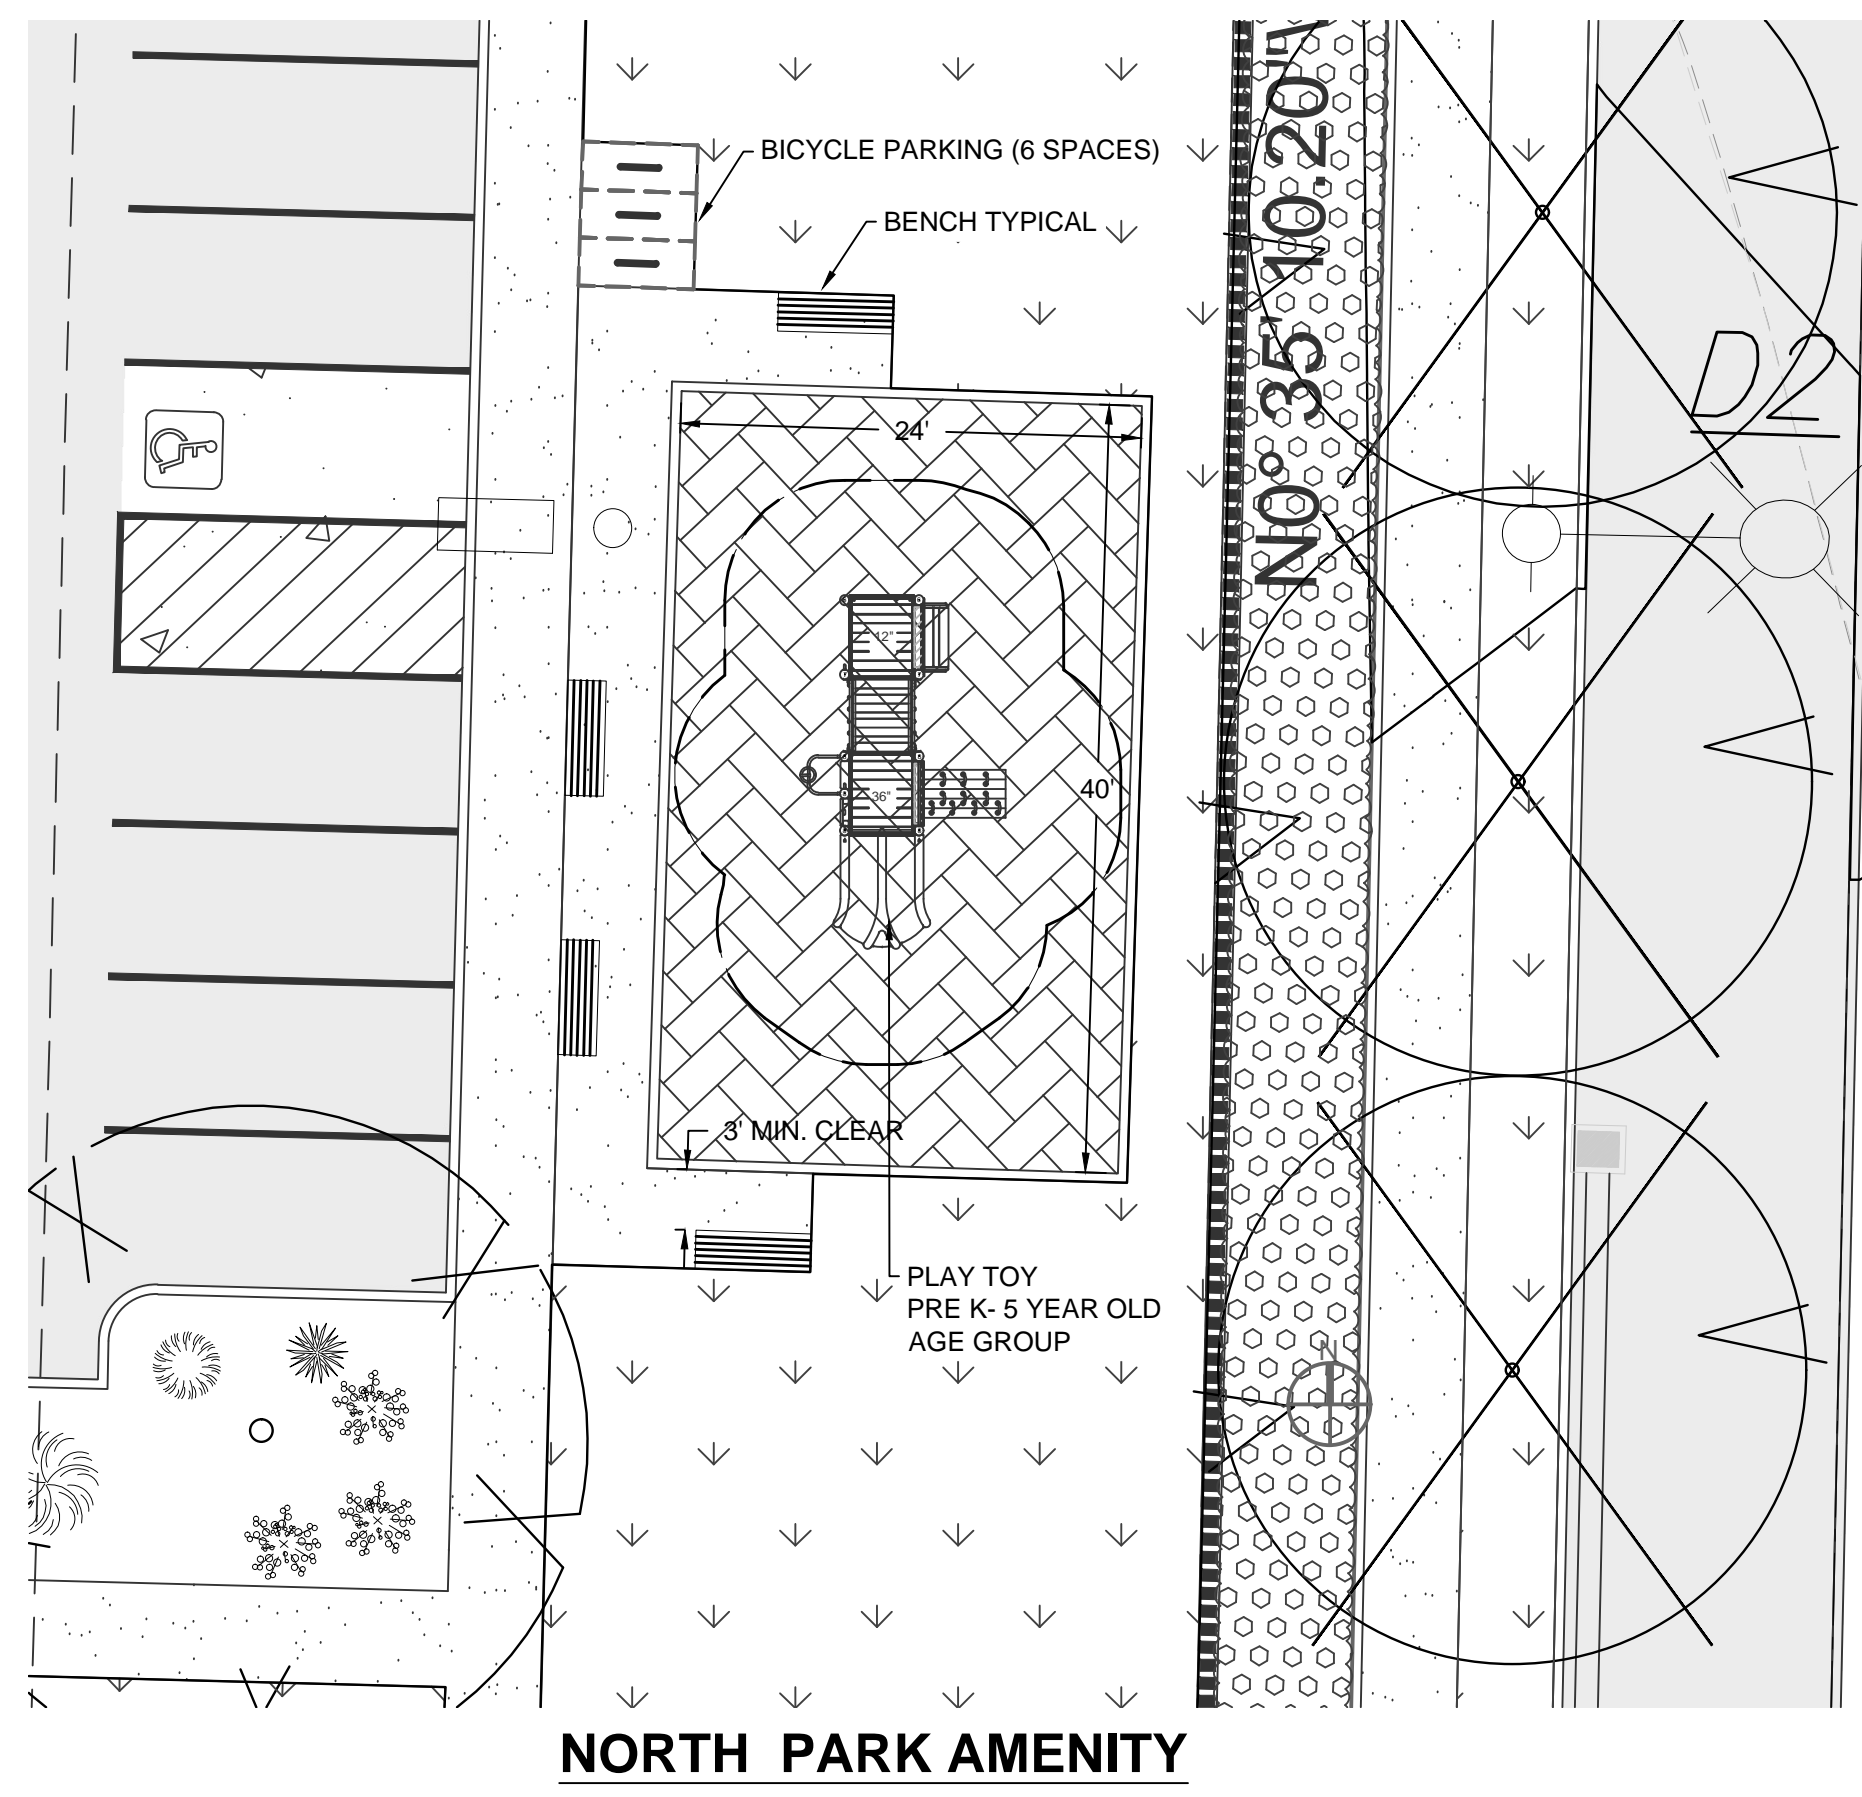 N0° 35' 10.20"
BICYCLE PARKING (6 SPACES)
BENCH TYPICAL
D2
24'
12"
36"
40'
3' MIN. CLEAR
PLAY TOY
PRE K- 5 YEAR OLD
AGE GROUP
N
NORTH PARK AMENITY